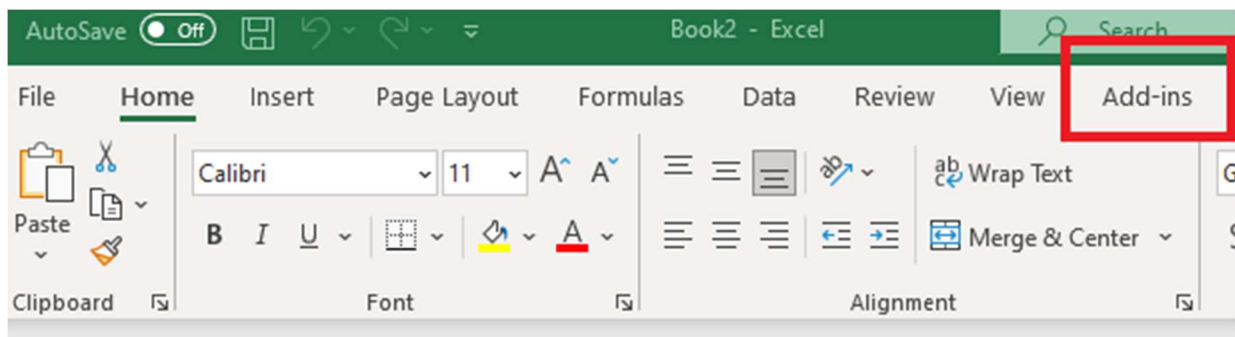 AutoSave Off Book2 - Excel Search
File Home Insert Page Layout Formulas Data Review View Add-ins
Calibri 11 A A ab Wrap Text
Paste B I U A Merge & Center
Clipboard Font Alignment